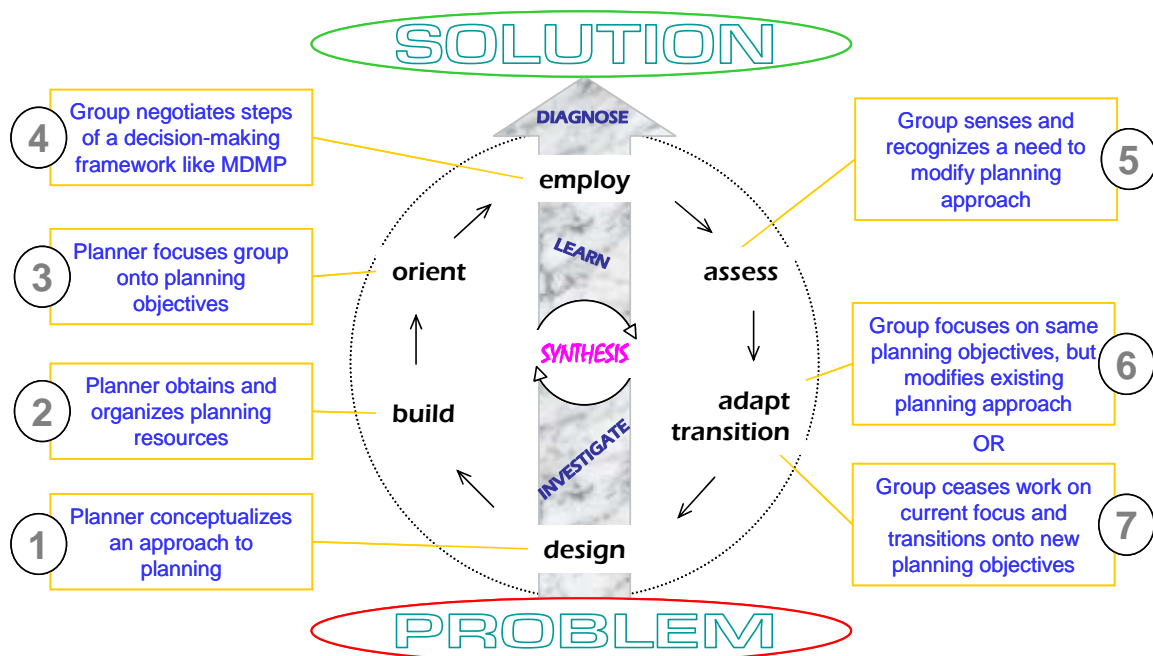 SOLUTION
DIAGNOSE
4
Group negotiates steps
of a decision-making
framework like MDMP
employ
Group senses and
recognizes a need to
modify planning
approach
5
3
Planner focuses group
onto planning
objectives
orient
LEARN
assess
SYNTHESIS
2
Planner obtains and
organizes planning
resources
build
adapt
transition
Group focuses on same
planning objectives, but
modifies existing
planning approach
6
OR
INVESTIGATE
1
Planner conceptualizes
an approach to
planning
design
Group ceases work on
current focus and
transitions onto new
planning objectives
7
PROBLEM